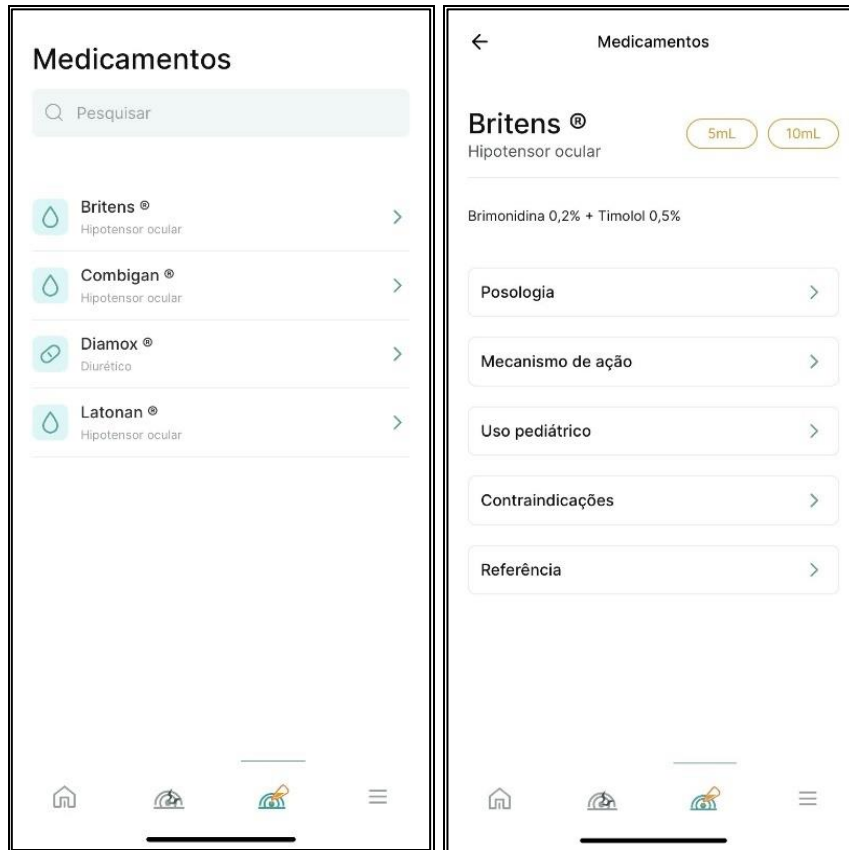 Medicamentos
Pesquisar
Britens ®
Hipotensor ocular
Combigan ®
Hipotensor ocular
Diamox ®
Diurético
Latonan ®
Hipotensor ocular
Medicamentos
Britens ®
Hipotensor ocular
5mL
10mL
Brimonidina 0,2% + Timolol 0,5%
Posologia
Mecanismo de ação
Uso pediátrico
Contraindicações
Referência